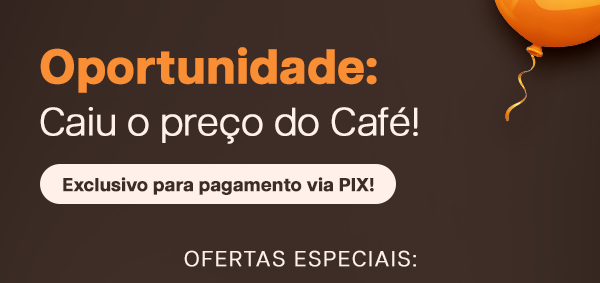 Oportunidade:
Caiu o preço do Café!
Exclusivo para pagamento via PIX!
OFERTAS ESPECIAIS: